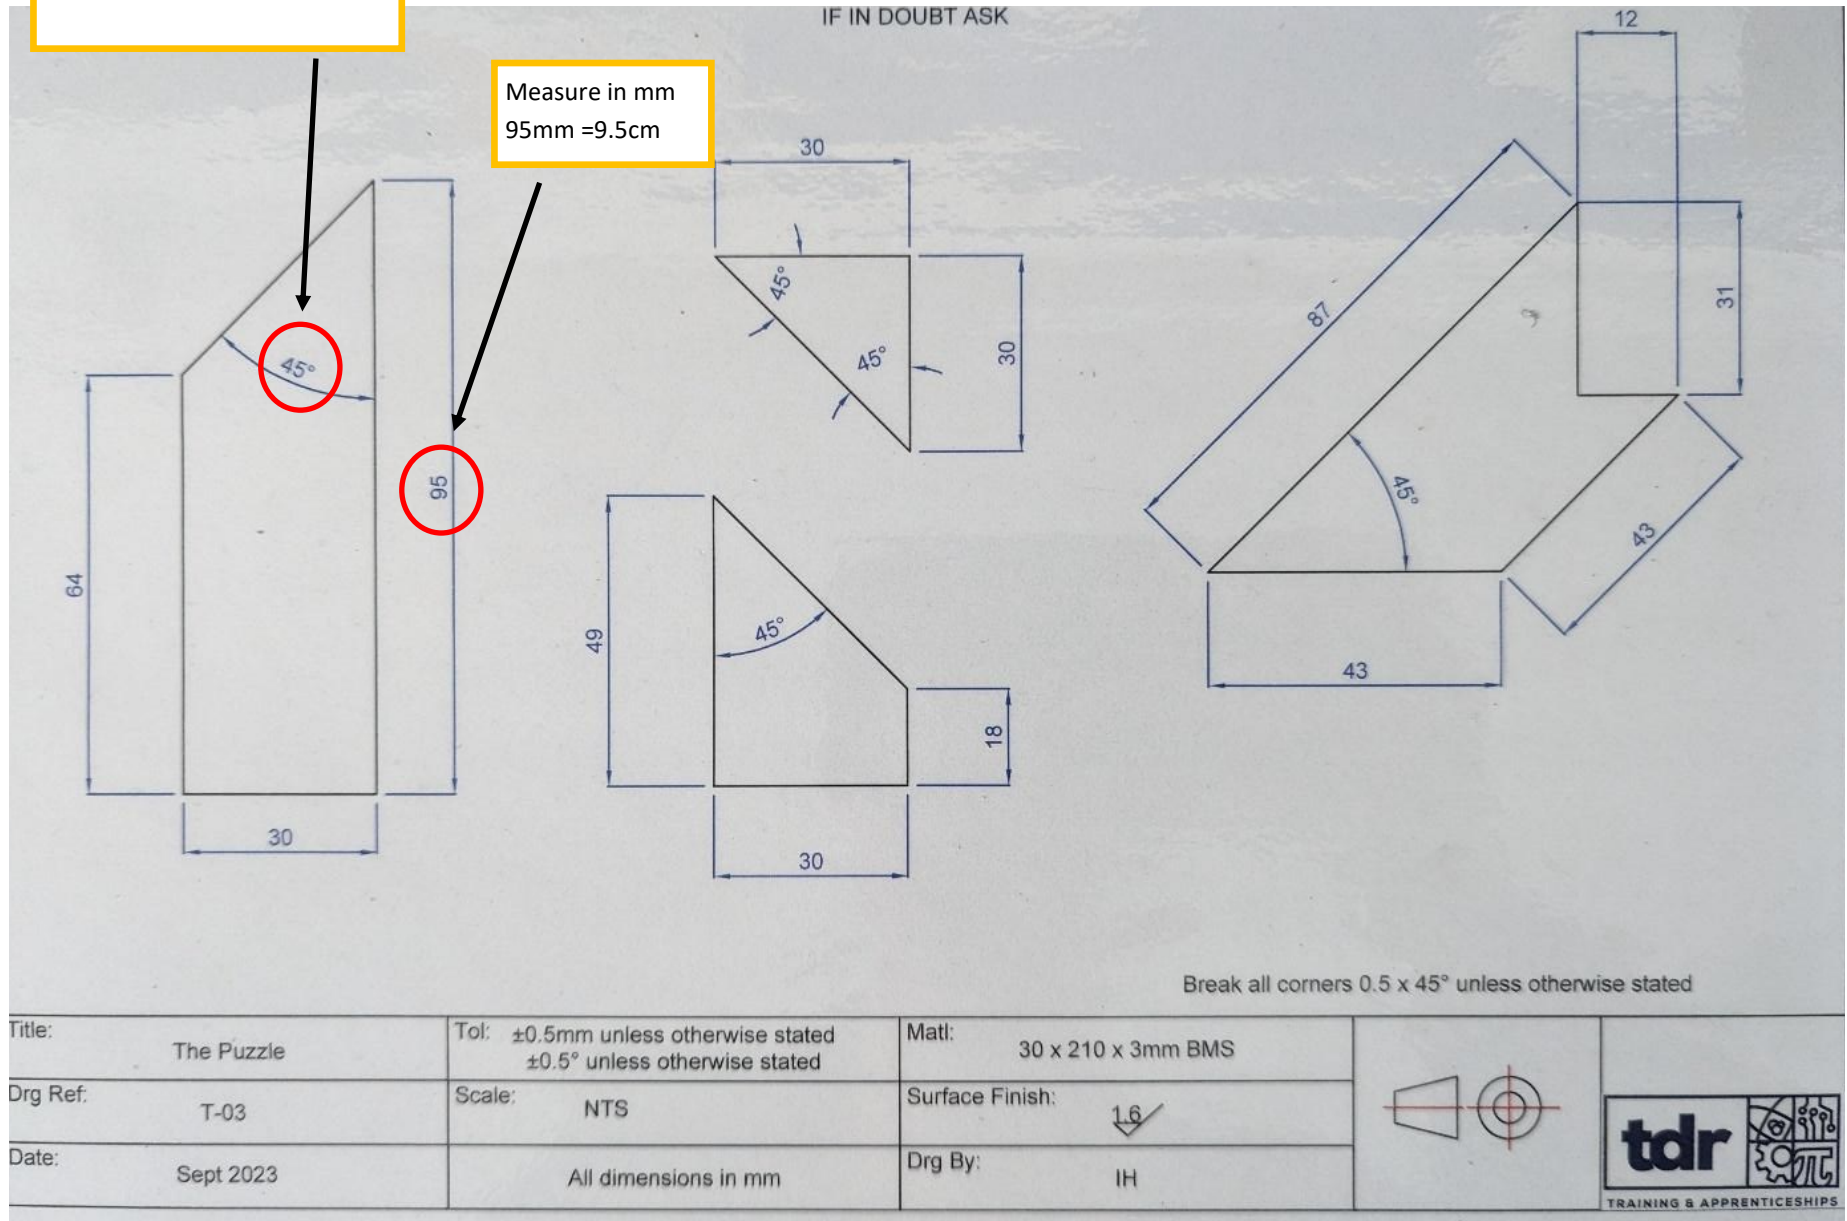 IF IN DOUBT ASK
12
Measure in mm
95mm =9.5cm
30
87
31
45°
45°
30
45°
95
45°
43
64
49
45°
18
43
30
30
Break all corners 0.5 x 45° unless otherwise stated
Title:
The Puzzle
Tol: ±0.5mm unless otherwise stated
±0.5° unless otherwise stated
Matl:
30 x 210 x 3mm BMS
Drg Ref:
T-03
Scale:
NTS
Surface Finish:
1.6
Date:
Sept 2023
All dimensions in mm
Drg By:
IH
tdr
TRAINING & APPRENTICESHIPS